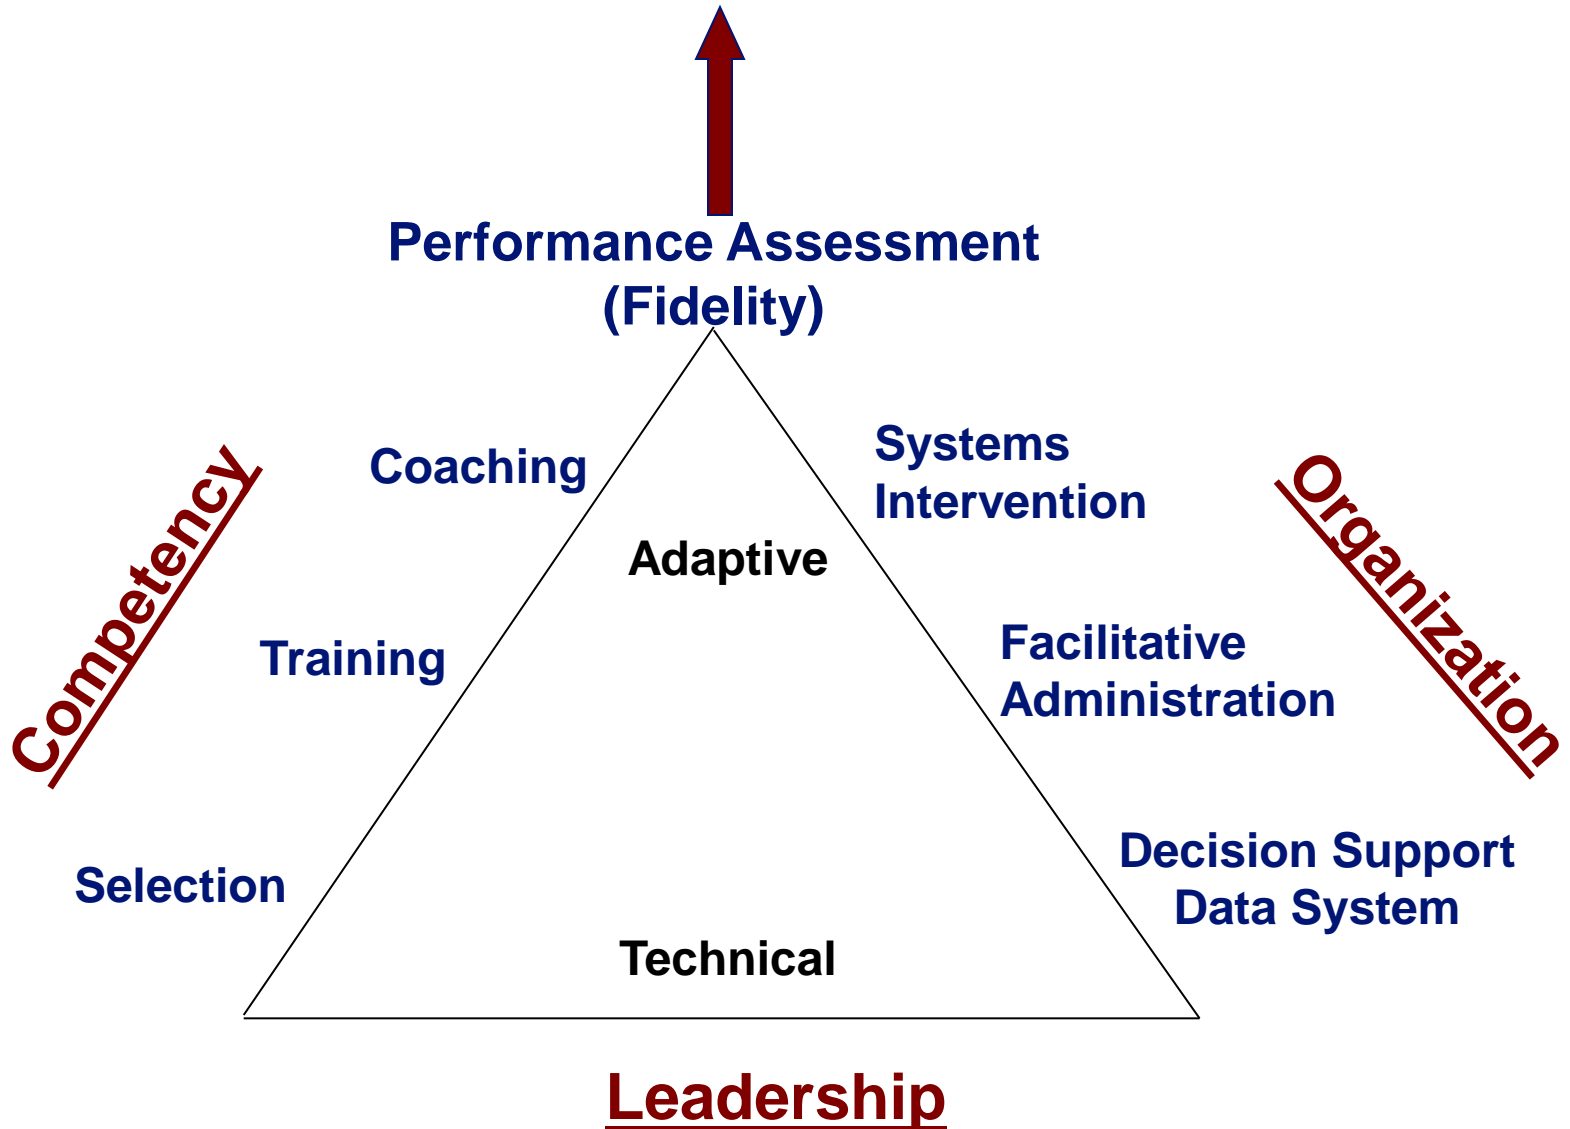 Performance Assessment
(Fidelity)
Competency
Coaching
Training
Selection
Adaptive
Technical
Systems
Intervention
Facilitative
Administration
Decision Support
Data System
Organization
Leadership